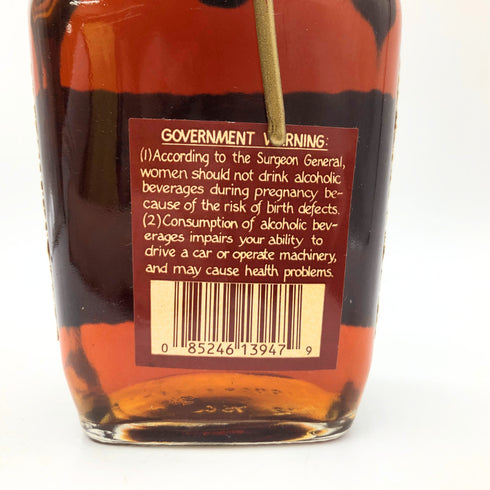 GOVERNMENT WARNING:
(1)According to the Surgeon General,
women should not drink alcoholic
beverages during pregnancy be-
cause of the risk of birth defects.
(2)Consumption of alcoholic bev-
erages impairs your ability to
drive a car or operate machinery,
and may cause health problems.
0 85246 13947 9